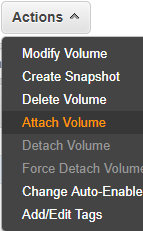 Actions
Modify Volume
Create Snapshot
Delete Volume
Attach Volume
Detach Volume
Force Detach Volume
Change Auto-Enable
Add/Edit Tags